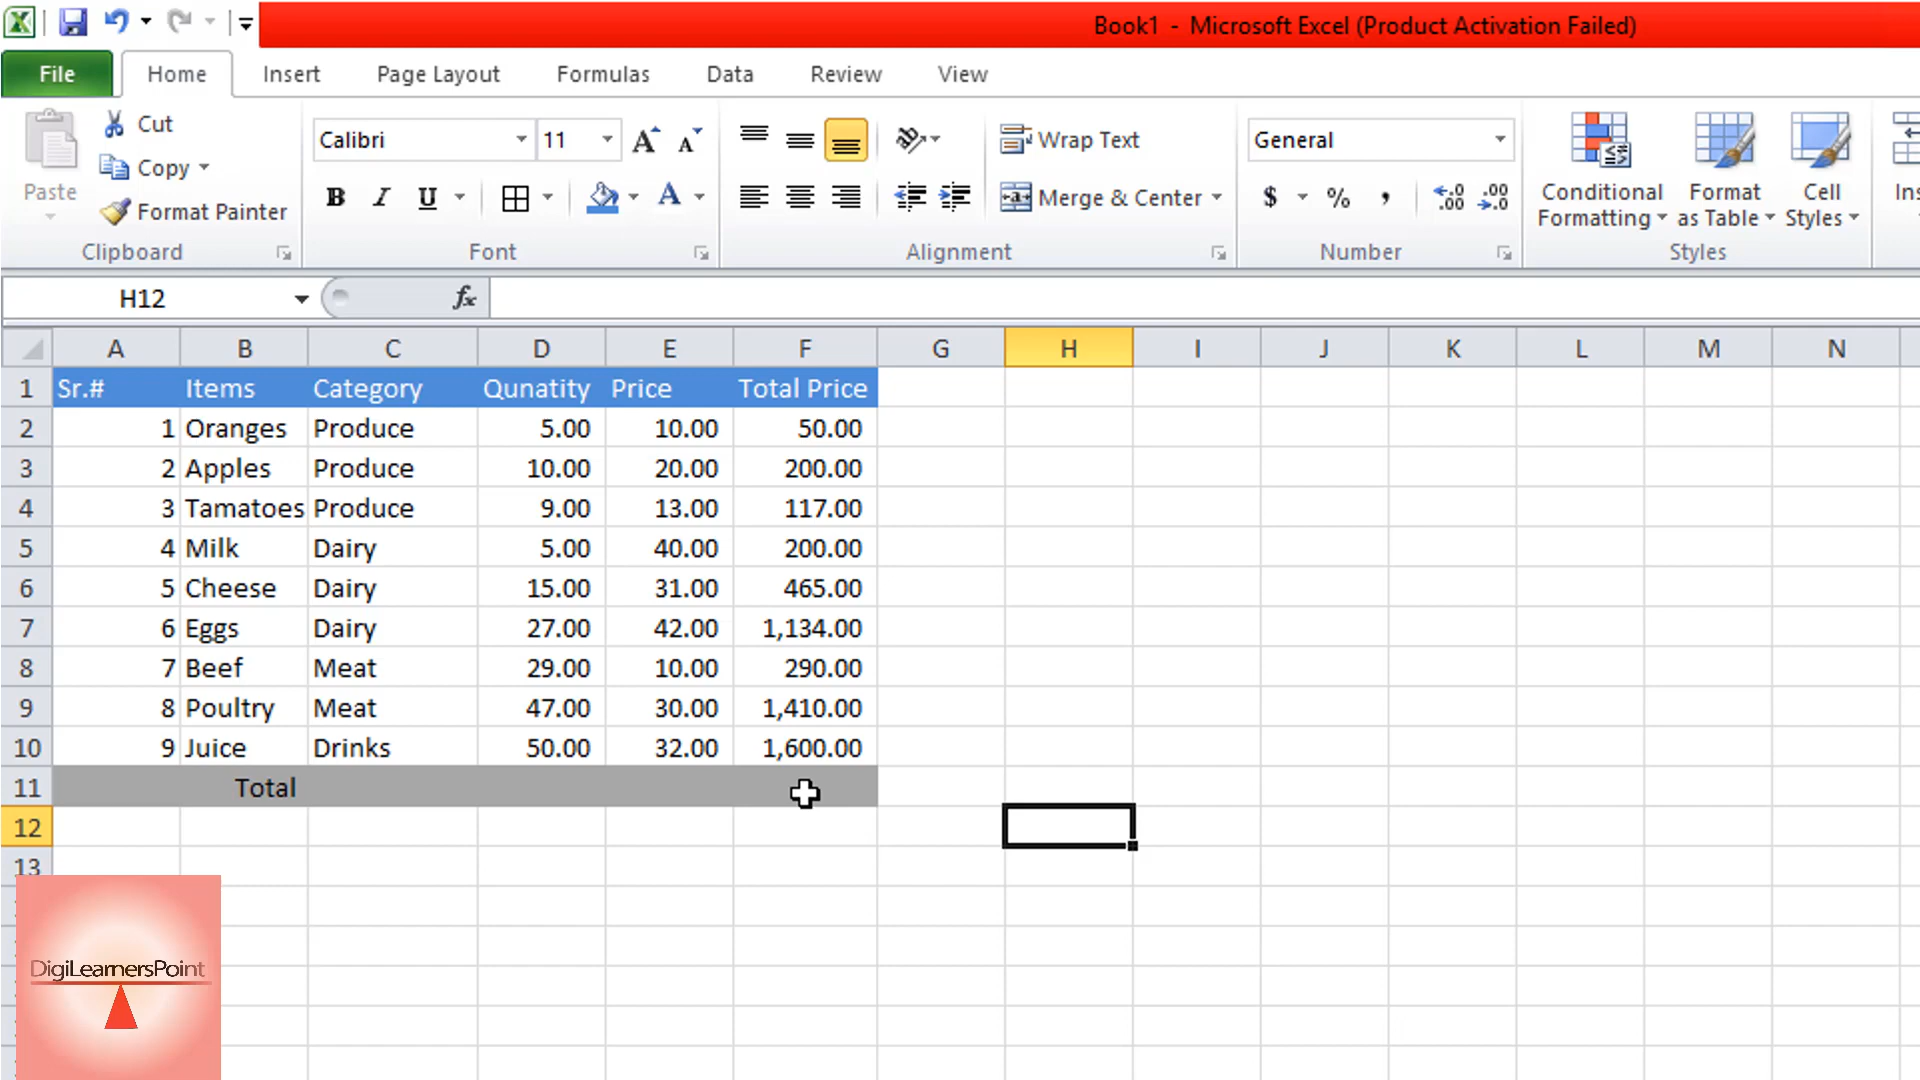 Book1 - Microsoft Excel (Product Activation Failed)
File Home Insert Page Layout Formulas Data Review View
Paste
Cut
Copy
Format Painter
Clipboard
Calibri 11
B I U
Font
Wrap Text
Merge & Center
Alignment
General
$ % ,
Number
Conditional Formatting
Format as Table
Cell Styles
Styles
H12 fx
A B C D E F G H I J K L M N
1 Sr.# Items Category Qunatity Price Total Price
2 1 Oranges Produce 5.00 10.00 50.00
3 2 Apples Produce 10.00 20.00 200.00
4 3 Tamatoes Produce 9.00 13.00 117.00
5 4 Milk Dairy 5.00 40.00 200.00
6 5 Cheese Dairy 15.00 31.00 465.00
7 6 Eggs Dairy 27.00 42.00 1,134.00
8 7 Beef Meat 29.00 10.00 290.00
9 8 Poultry Meat 47.00 30.00 1,410.00
10 9 Juice Drinks 50.00 32.00 1,600.00
11 Total
12
13
DigiLearnersPoint